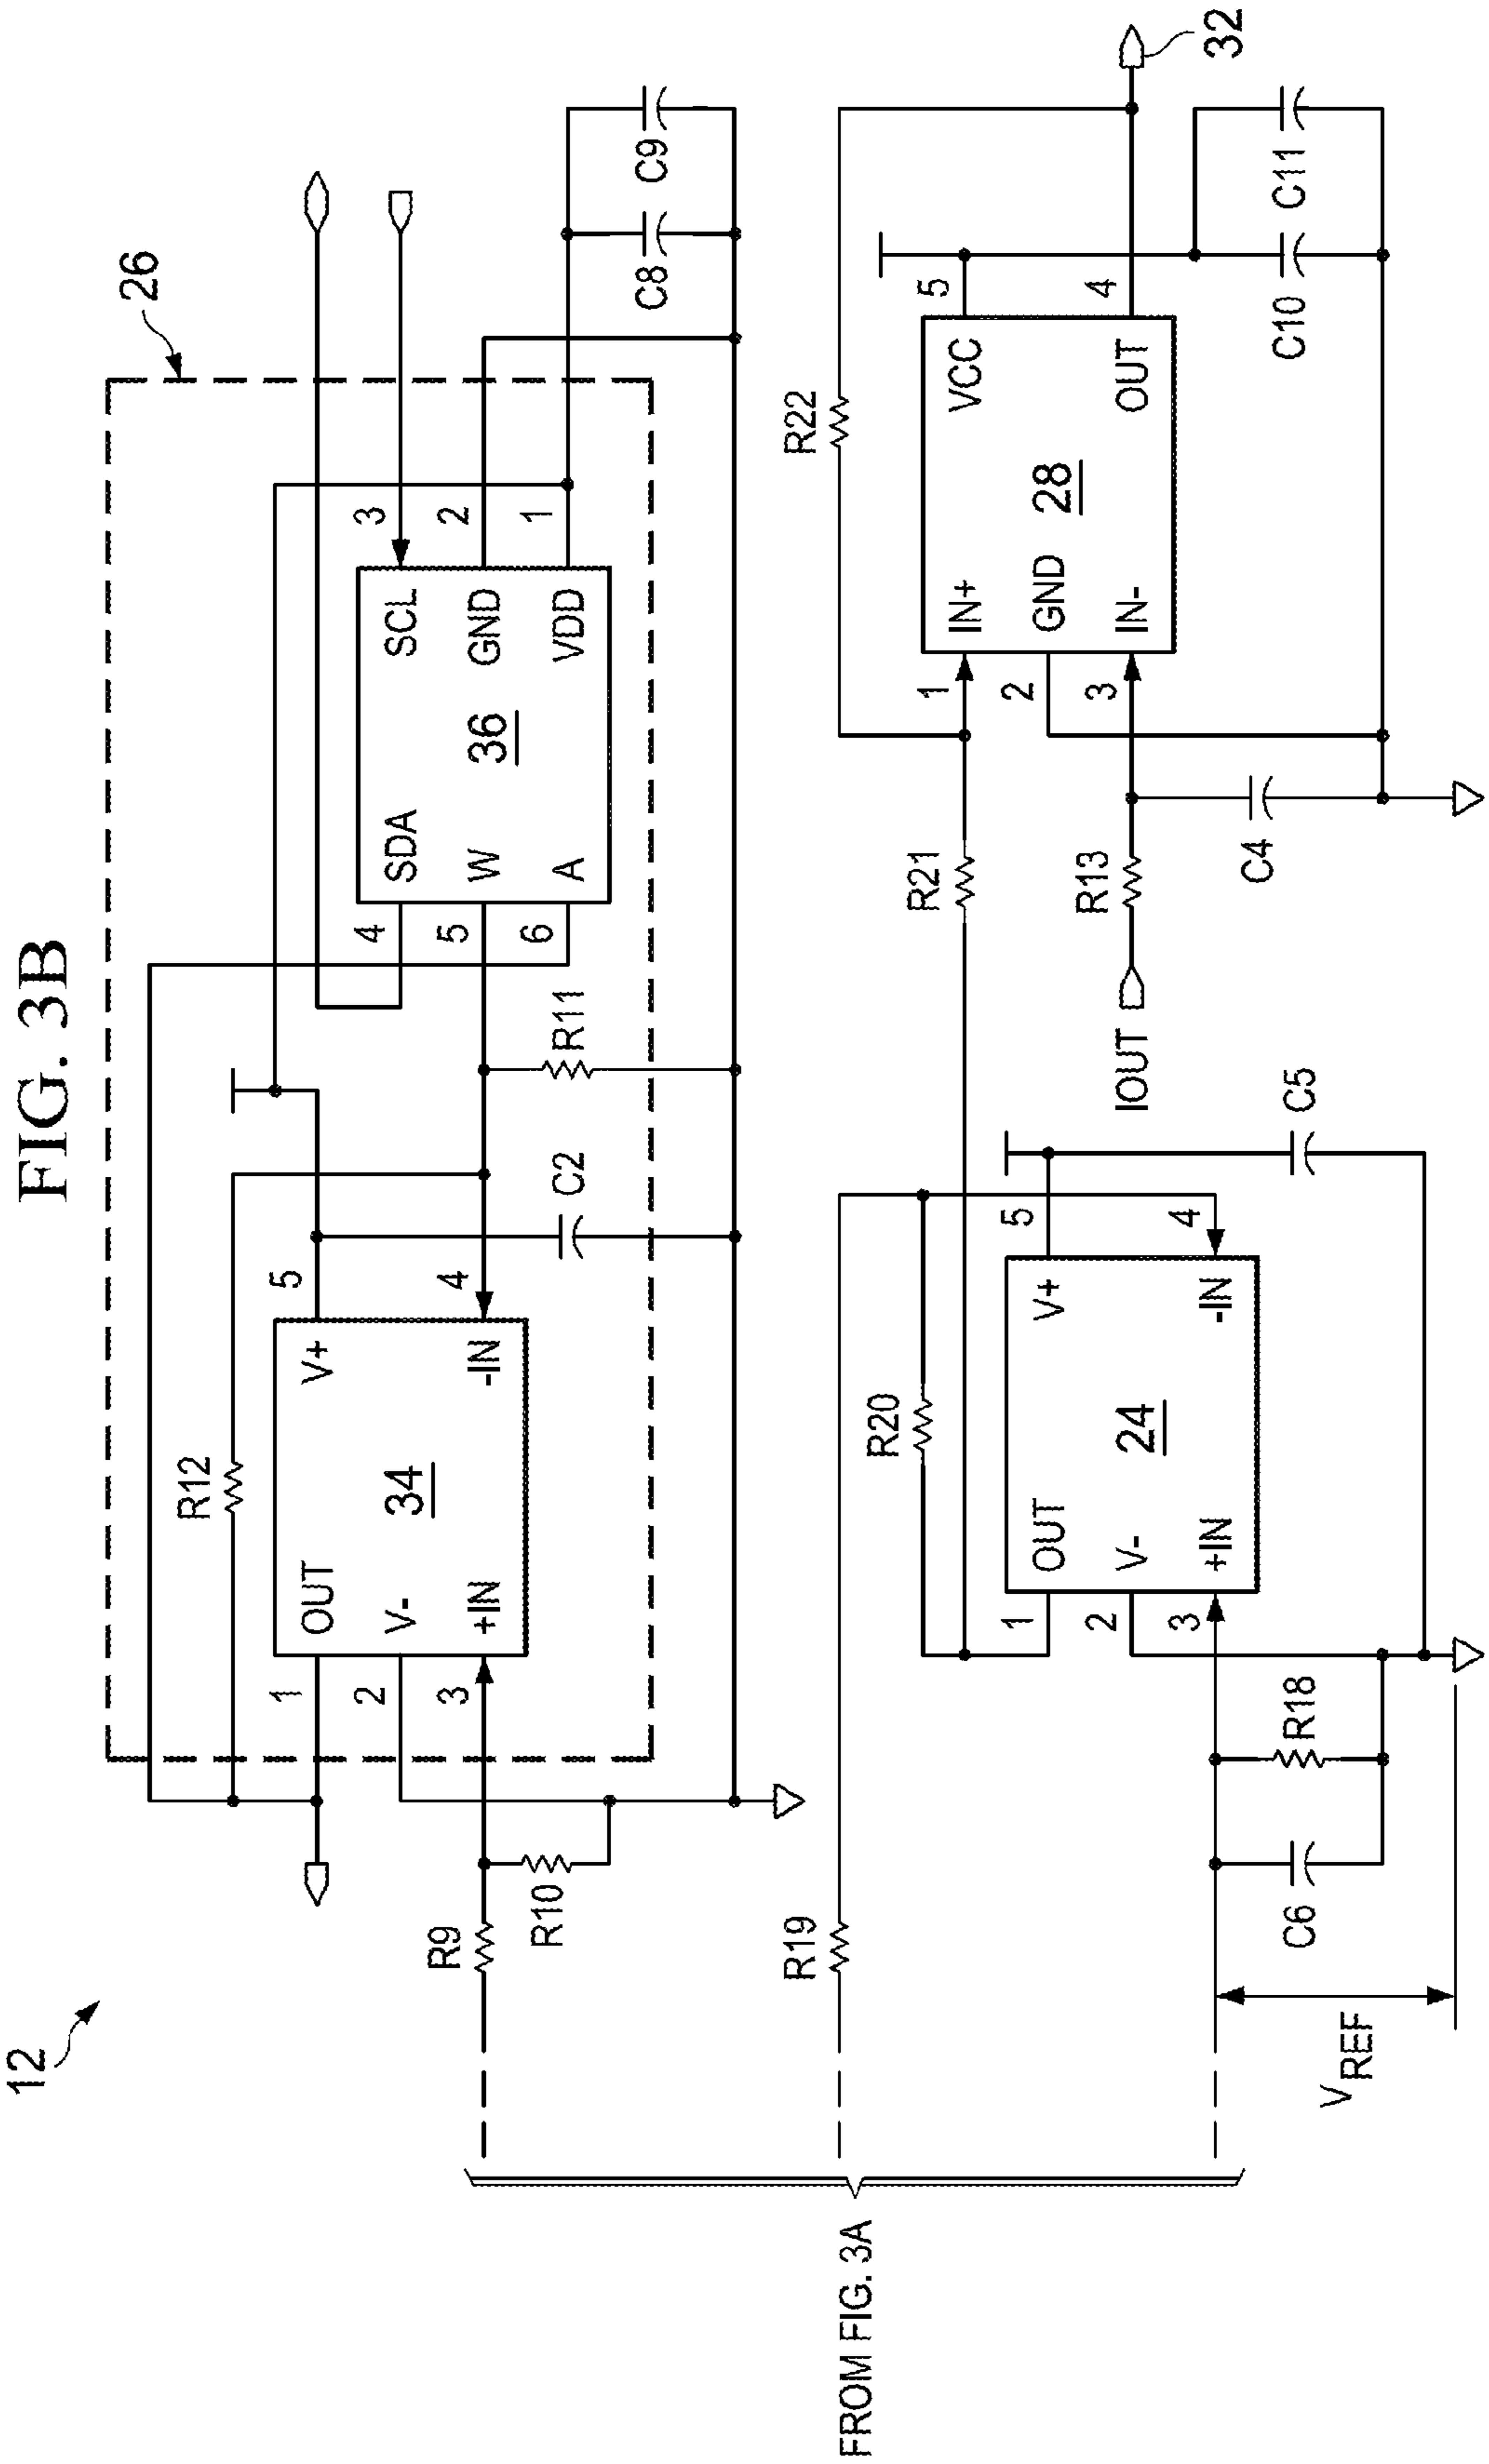 FIG. 3B
12
26
R12
R9
R10
1
2
3
OUT
V-
+IN
34
V+
-IN
5
4
C2
R11
4
5
6
SDA
W
A
36
SCL
GND
VDD
3
2
1
C8
C9
FROM FIG. 3A
R19
R20
VREF
C6
R18
1
2
3
OUT
V-
+IN
24
V+
-IN
5
4
C5
IOUT
R21
R13
C4
R22
1
2
3
IN+
GND
IN-
28
VCC
OUT
5
4
C10
C11
32